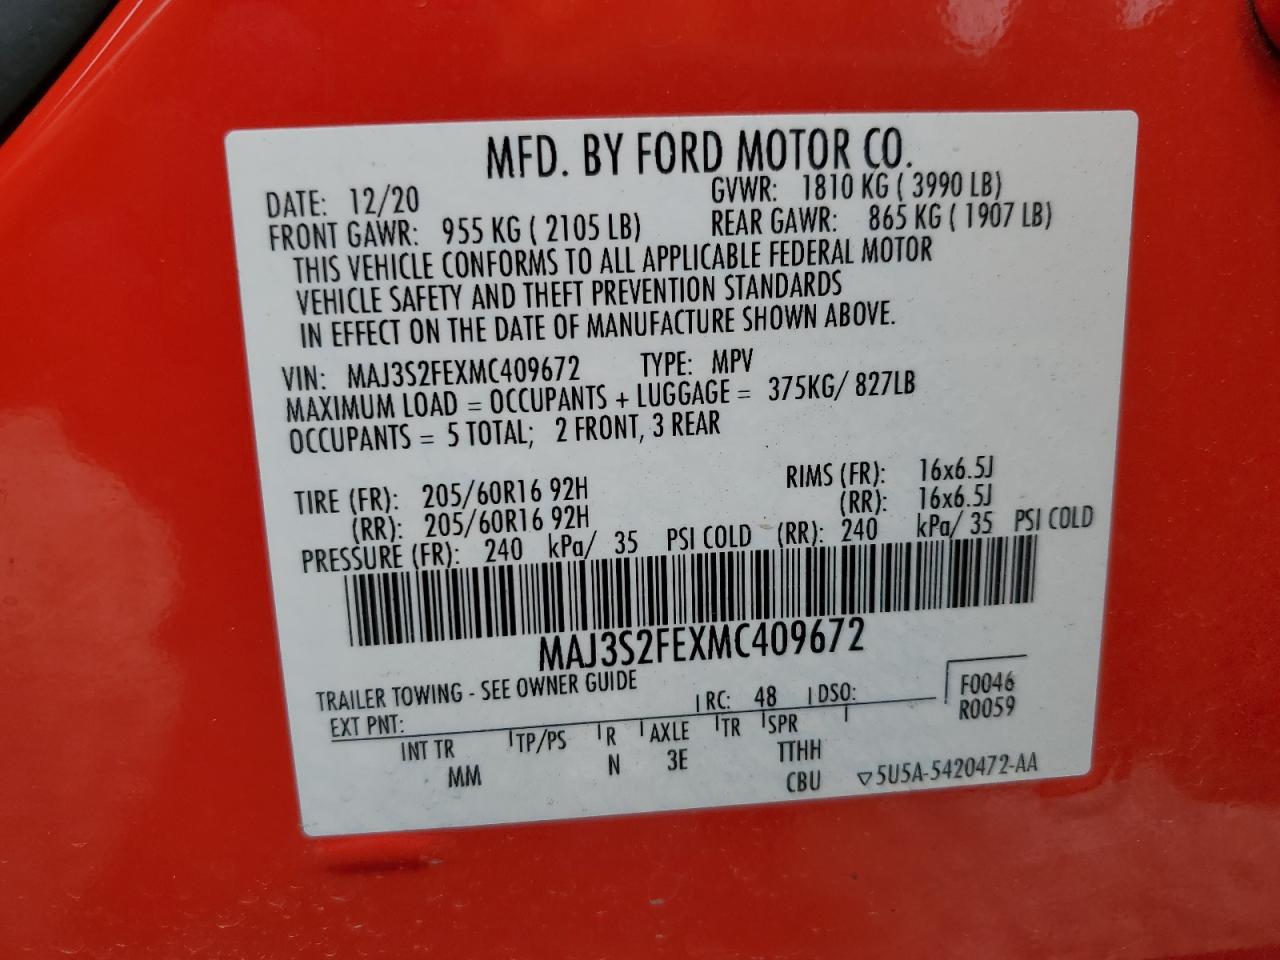 MFD. BY FORD MOTOR CO.
DATE: 12/20 GVWR: 1810 KG ( 3990 LB)
FRONT GAWR: 955 KG ( 2105 LB) REAR GAWR: 865 KG ( 1907 LB)
THIS VEHICLE CONFORMS TO ALL APPLICABLE FEDERAL MOTOR
VEHICLE SAFETY AND THEFT PREVENTION STANDARDS
IN EFFECT ON THE DATE OF MANUFACTURE SHOWN ABOVE.
VIN: MAJ3S2FEXMC409672 TYPE: MPV
MAXIMUM LOAD = OCCUPANTS + LUGGAGE = 375KG/ 827LB
OCCUPANTS = 5 TOTAL; 2 FRONT, 3 REAR
TIRE (FR): 205/60R16 92H RIMS (FR): 16x6.5J
(RR): 205/60R16 92H (RR): 16x6.5J
PRESSURE (FR): 240 kPa/ 35 PSI COLD (RR): 240 kPa/ 35 PSI COLD
MAJ3S2FEXMC409672
TRAILER TOWING - SEE OWNER GUIDE
EXT PNT: RC: 48 DSO: F0046
R0059
INT TR TP/PS R AXLE TR SPR
MM N 3E TTHH
CBU ▽5U5A-5420472-AA